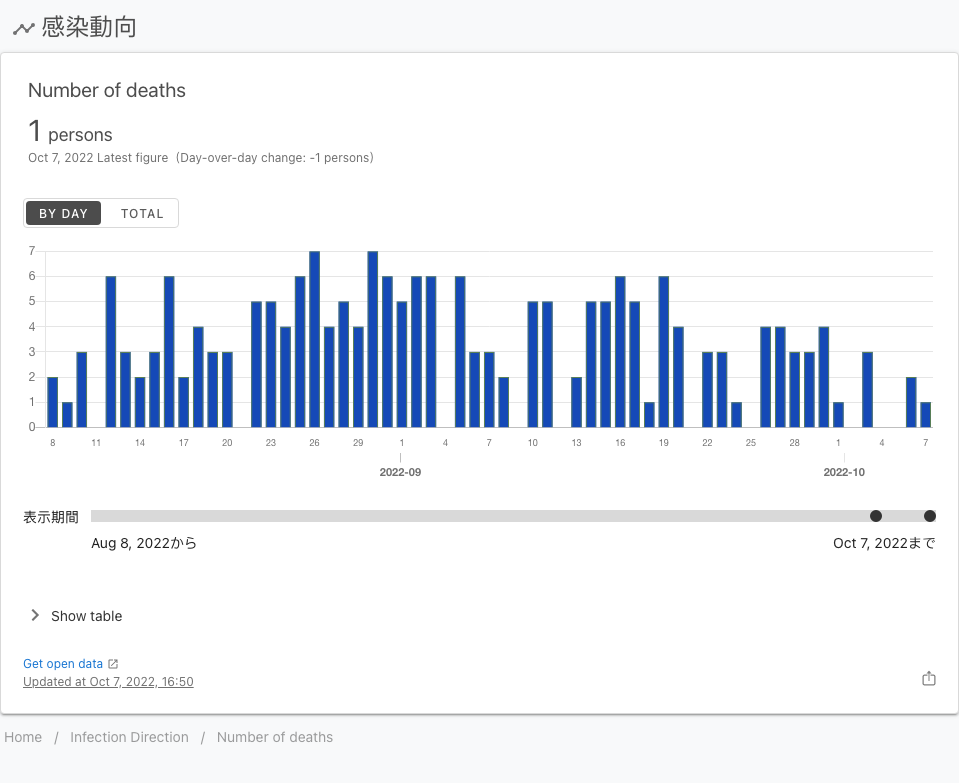 感染動向
Number of deaths
1 persons
Oct 7, 2022 Latest figure (Day-over-day change: -1 persons)
BY DAY TOTAL
7
6
5
4
3
2
1
0
8 11 14 17 20 23 26 29 1 4 7 10 13 16 19 22 25 28 1 4 7
2022-09 2022-10
表示期間
Aug 8, 2022から Oct 7, 2022まで
Show table
Get open data
Updated at Oct 7, 2022, 16:50
Home / Infection Direction / Number of deaths